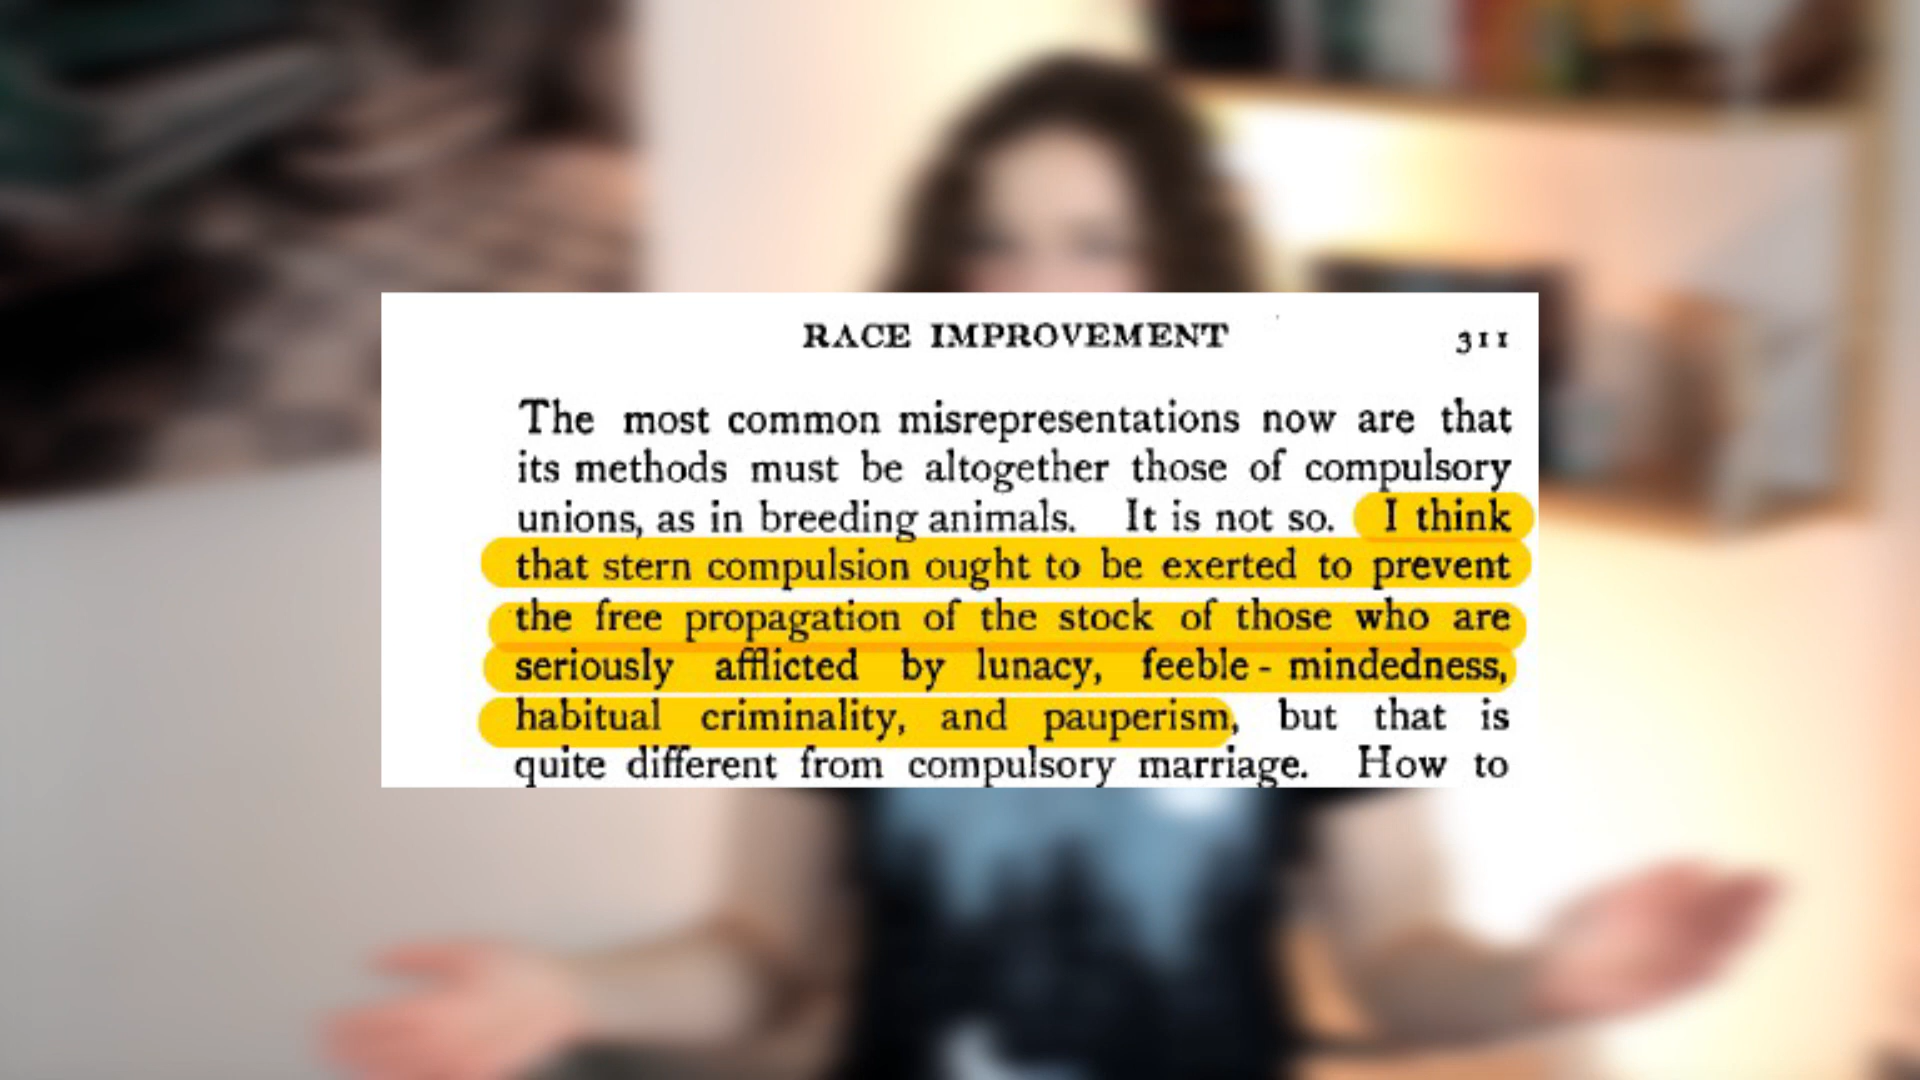 RACE IMPROVEMENT 311
The most common misrepresentations now are that
its methods must be altogether those of compulsory
unions, as in breeding animals. It is not so. I think
that stern compulsion ought to be exerted to prevent
the free propagation of the stock of those who are
seriously afflicted by lunacy, feeble-mindedness,
habitual criminality, and pauperism, but that is
quite different from compulsory marriage. How to